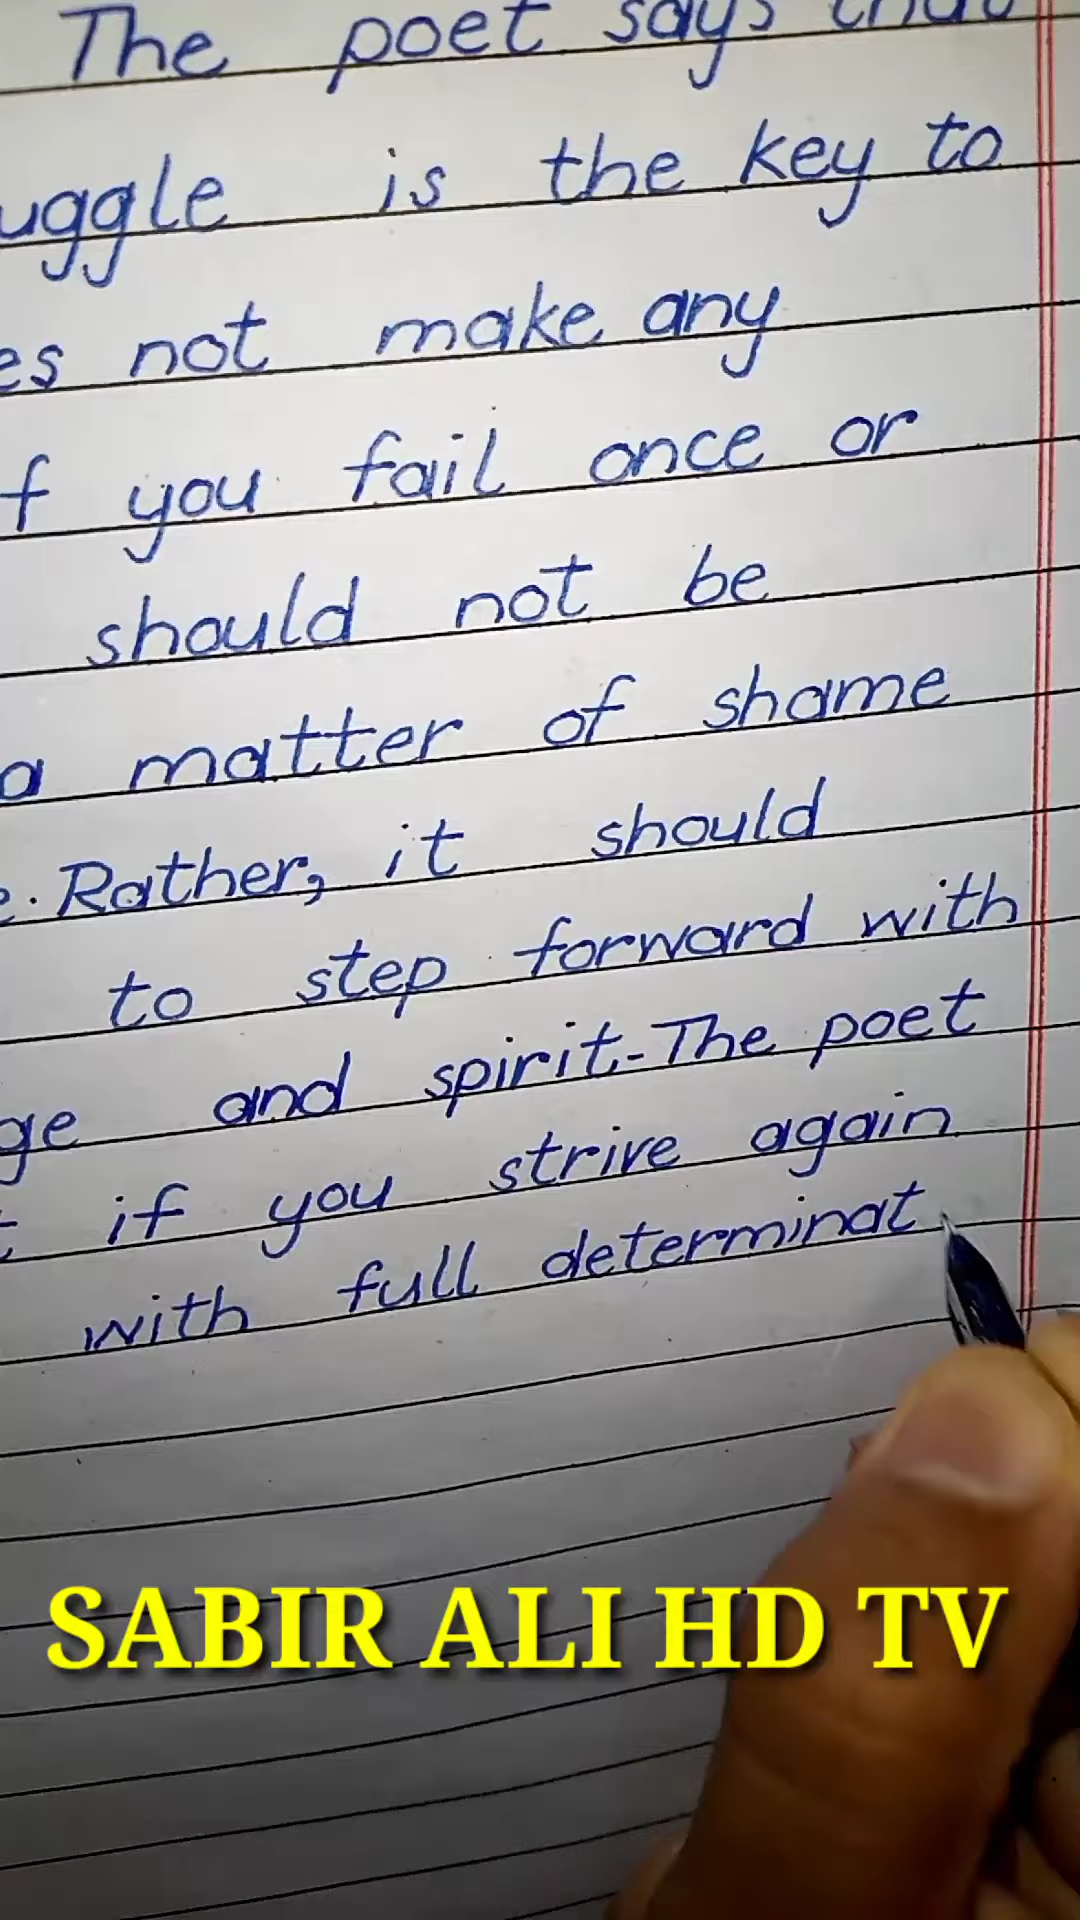 The poet says that
uggle is the key to
es not make any
f you fail once or
should not be
a matter of shame
e. Rather, it should
to step forward with
ge and spirit. The poet
t if you strive again
with full determinat
SABIR ALI HD TV